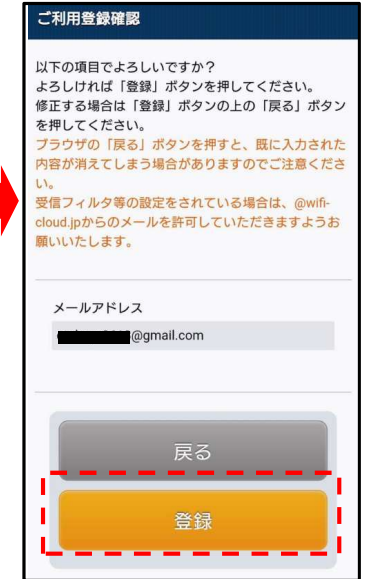 ご利用登録確認
以下の項目でよろしいですか？
よろしければ「登録」ボタンを押してください。
修正する場合は「登録」ボタンの上の「戻る」ボタン
を押してください。
ブラウザの「戻る」ボタンを押すと、既に入力された
内容が消えてしまう場合がありますのでご注意くださ
い。
受信フィルタ等の設定をされている場合は、@wifi-
cloud.jpからのメールを許可していただきますようお
願いいたします。
メールアドレス
@gmail.com
戻る
登録